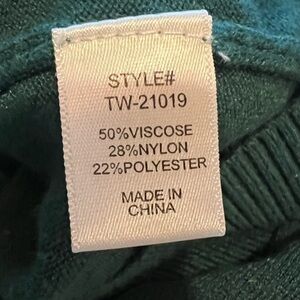 STYLE#
TW-21019
50%VISCOSE
28%NYLON
22%POLYESTER
MADE IN
CHINA